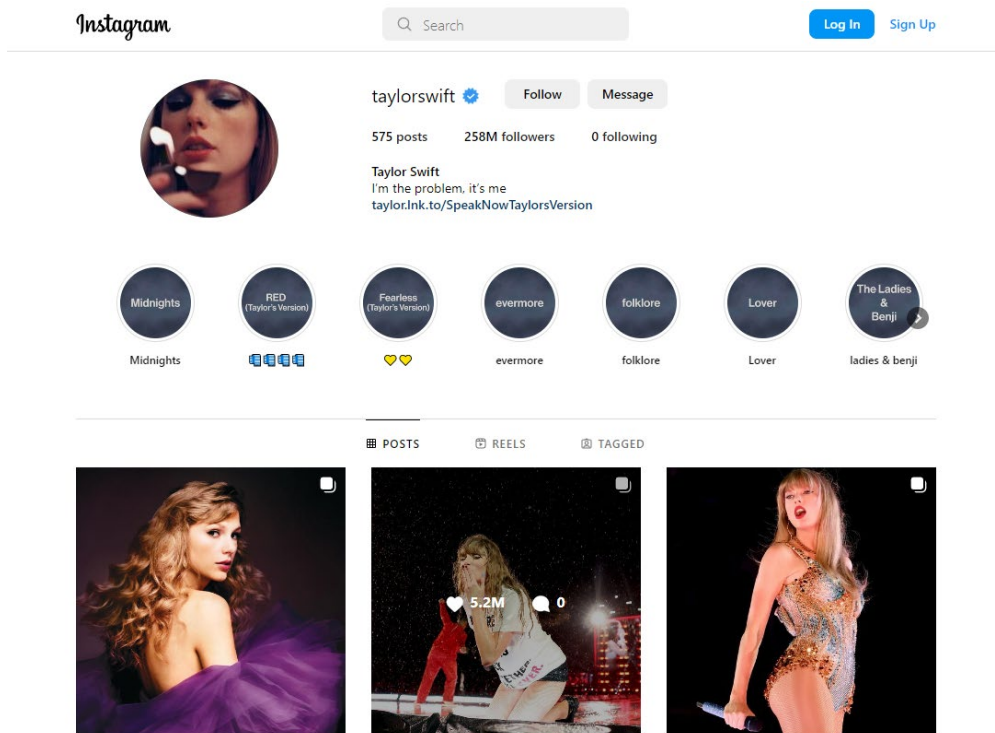 Instagram
Search
Log In
Sign Up
taylorswift
Follow
Message
575 posts
258M followers
0 following
Taylor Swift
I'm the problem, it's me
taylor.lnk.to/SpeakNowTaylorsVersion
Midnights
RED
(Taylor's Version)
Fearless
(Taylor's Version)
evermore
folklore
Lover
The Ladies
&
Benji
Midnights
evermore
folklore
Lover
ladies & benji
POSTS
REELS
TAGGED
5.2M
0